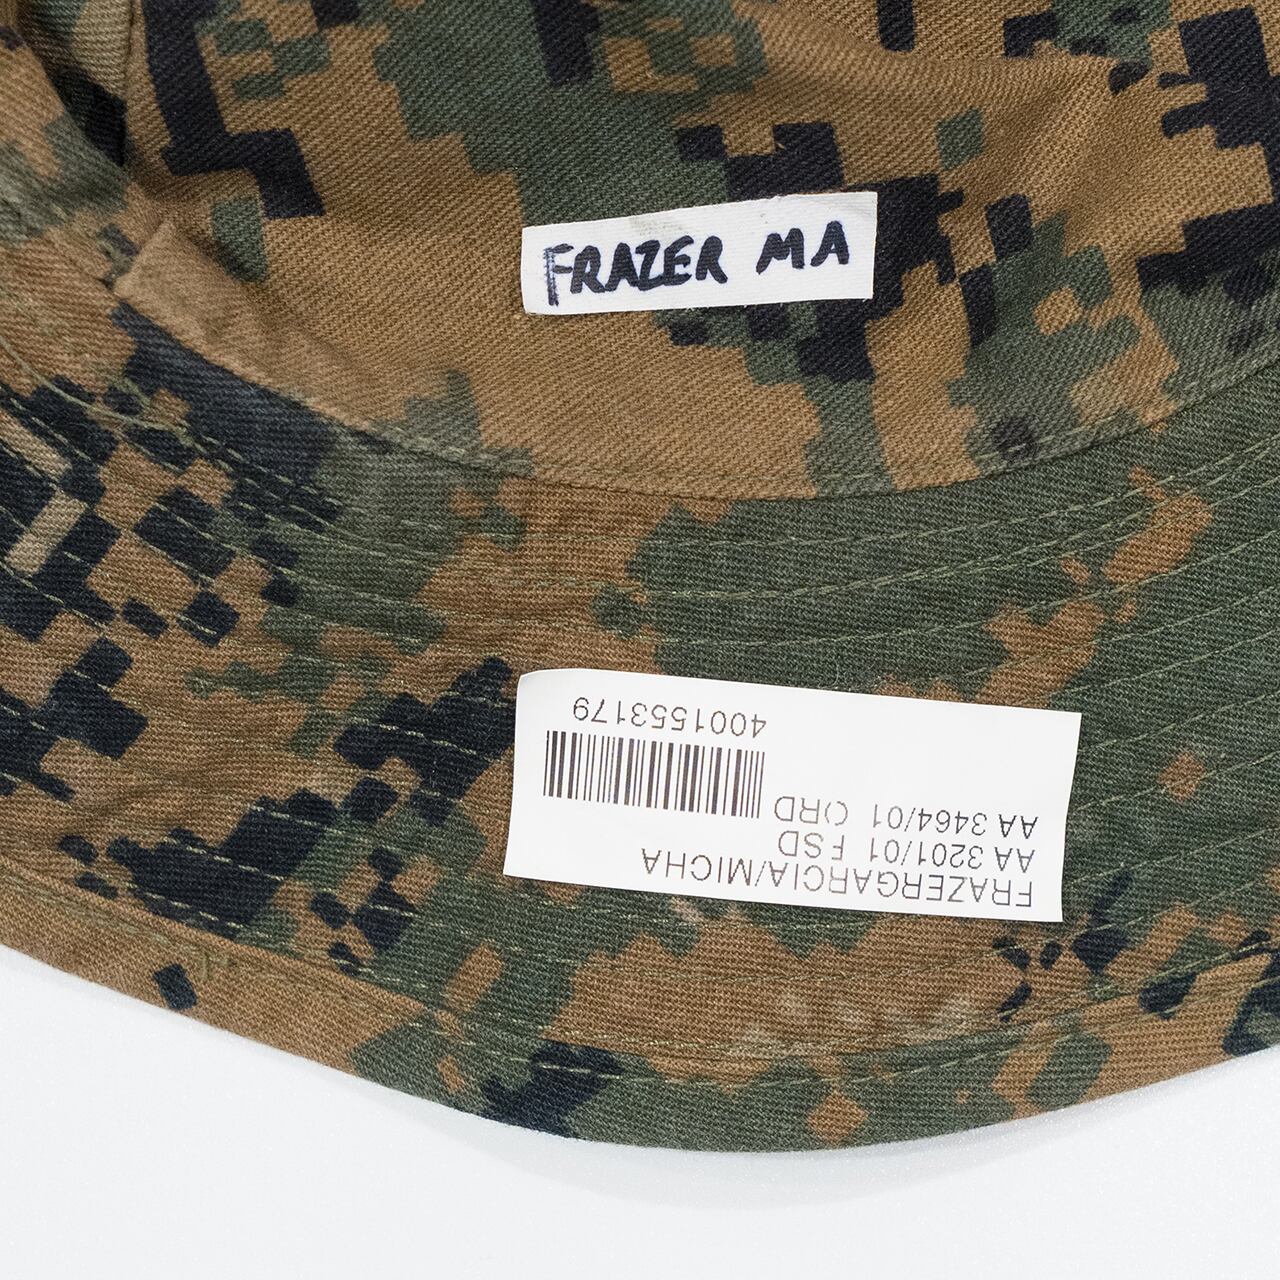 FRAZER MA
FRAZERGARCIA/MICHA
AA 3201/01 FSD
AA 3464/01 ORD
4001553179